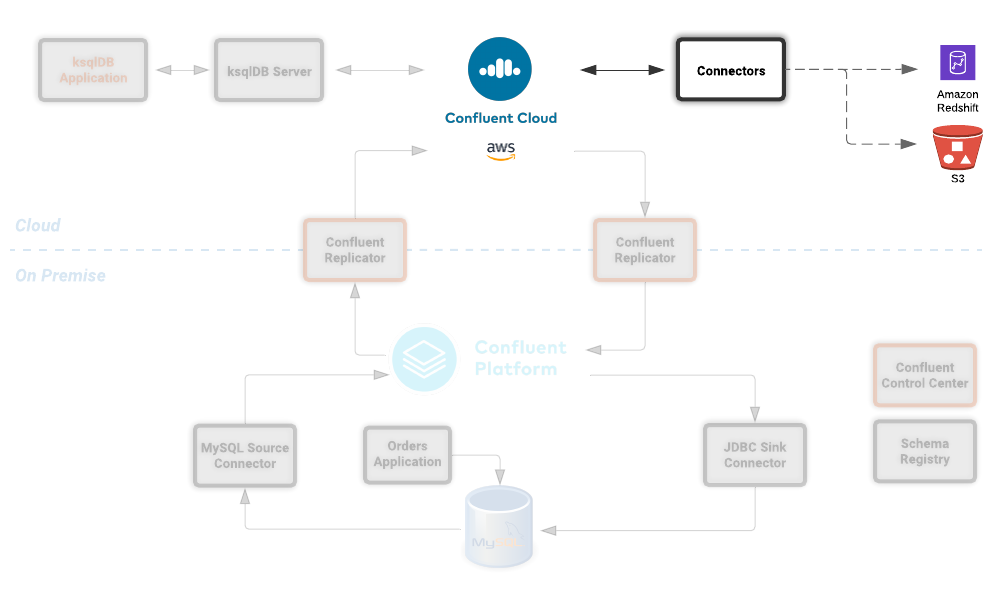 ksqlDB
Application
ksqlDB Server
Confluent Cloud
aws
Connectors
Amazon
Redshift
S3
Cloud
On Premise
Confluent
Replicator
Confluent
Replicator
Confluent
Platform
Confluent
Control Center
MySQL Source
Connector
Orders
Application
JDBC Sink
Connector
Schema
Registry
MySQL